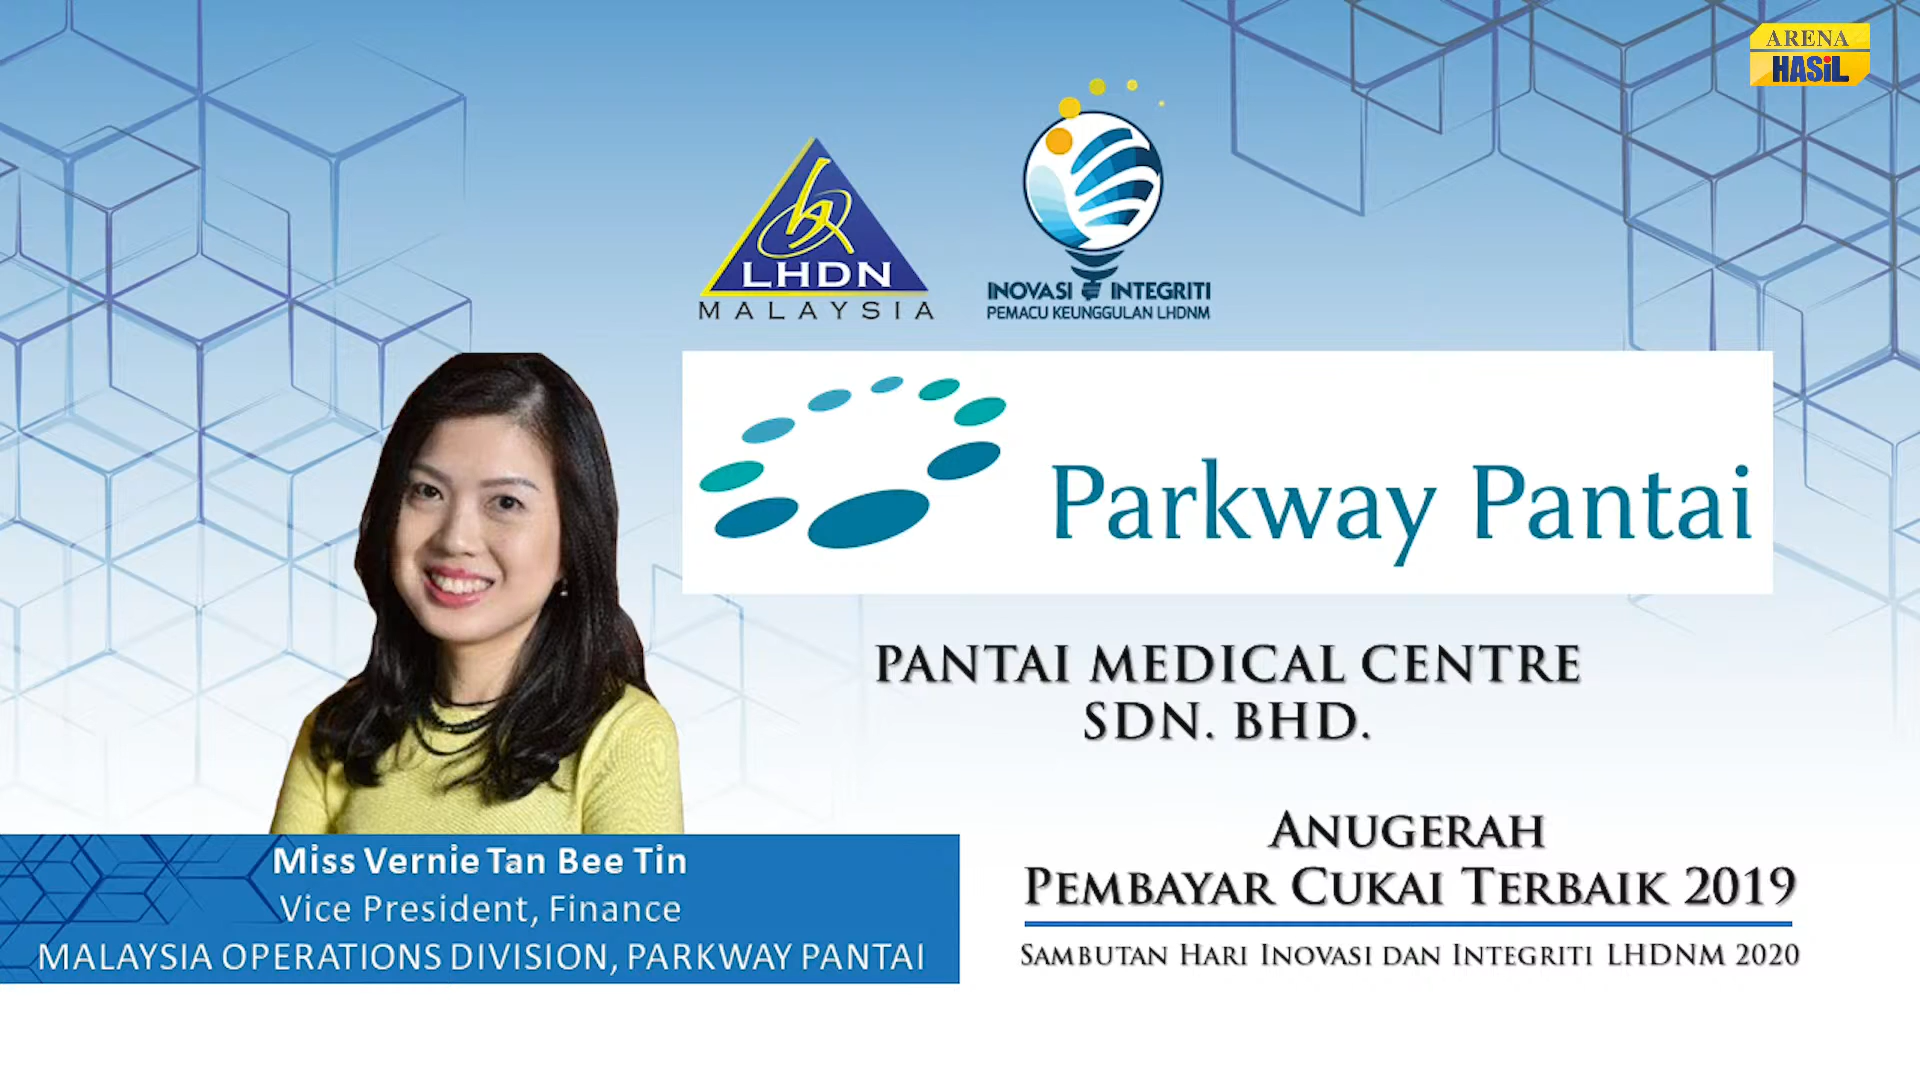 ARENA
HASiL
LHDN
MALAYSIA
INOVASI INTEGRITI
PEMACU KEUNGGULAN LHDNM
Parkway Pantai
PANTAI MEDICAL CENTRE
SDN. BHD.
ANUGERAH
PEMBAYAR CUKAI TERBAIK 2019
SAMBUTAN HARI INOVASI DAN INTEGRITI LHDNM 2020
Miss Vernie Tan Bee Tin
Vice President, Finance
MALAYSIA OPERATIONS DIVISION, PARKWAY PANTAI